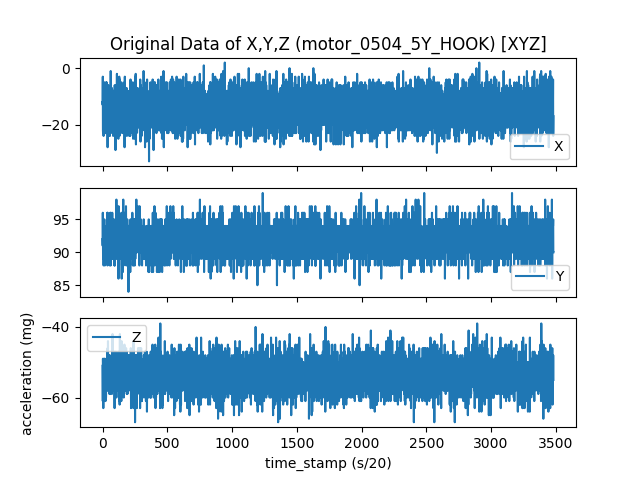 Original Data of X,Y,Z (motor_0504_5Y_HOOK) [XYZ]
0
−20
X
95
90
85
Y
−40
−60
Z
acceleration (mg)
0 500 1000 1500 2000 2500 3000 3500
time_stamp (s/20)